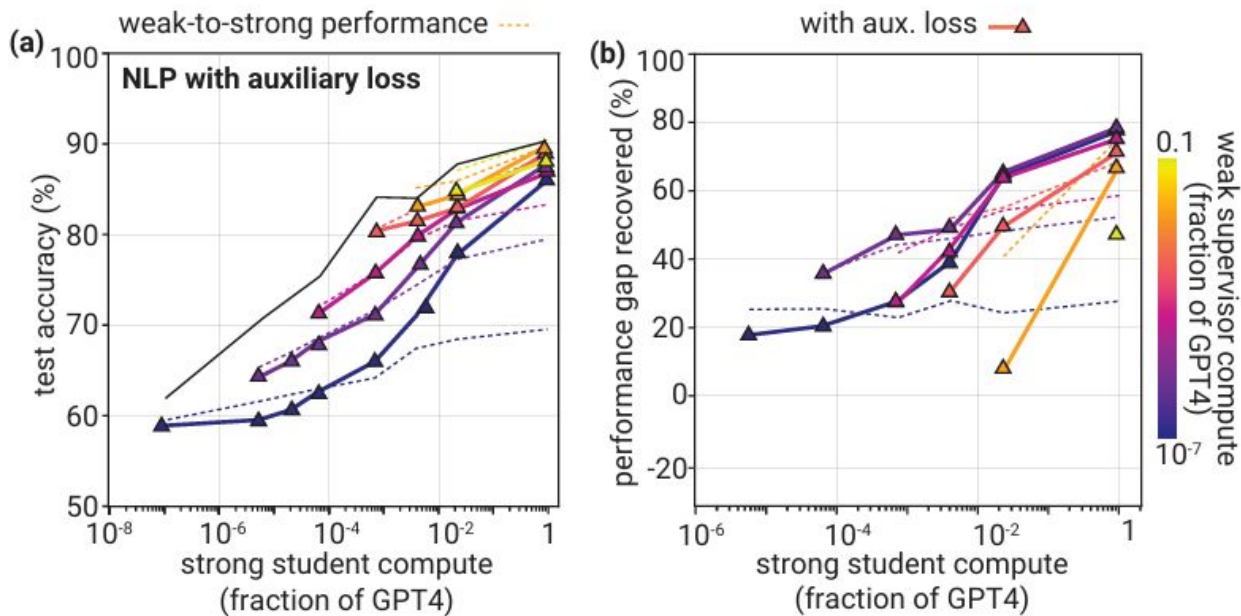 weak-to-strong performance
with aux. loss
(a)
NLP with auxiliary loss
100
90
80
70
60
50
test accuracy (%)
10-8
10-6
10-4
10-2
1
strong student compute
(fraction of GPT4)
(b)
100
80
60
40
20
0
-20
performance gap recovered (%)
10-6
10-4
10-2
1
strong student compute
(fraction of GPT4)
0.1
10-7
weak supervisor compute
(fraction of GPT4)